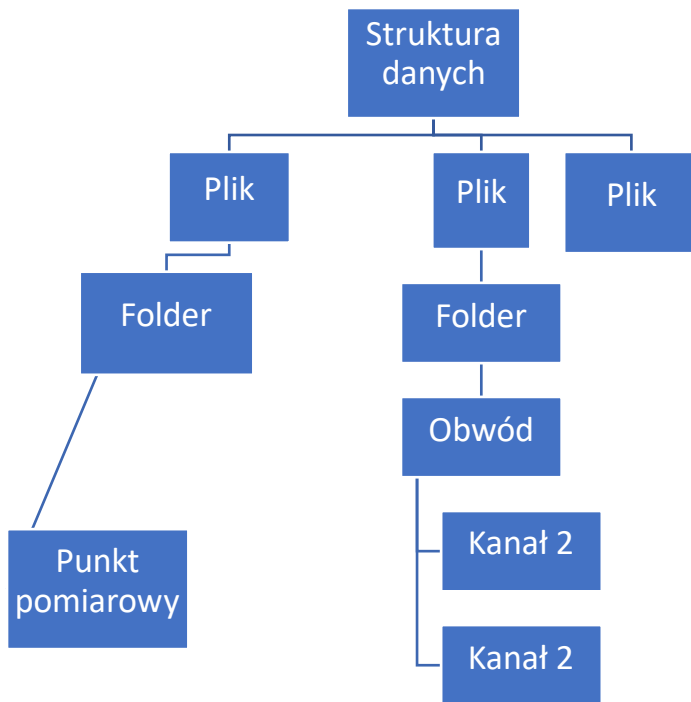 Struktura
danych
Plik
Plik
Plik
Folder
Folder
Obwód
Kanał 2
Punkt
pomiarowy
Kanał 2